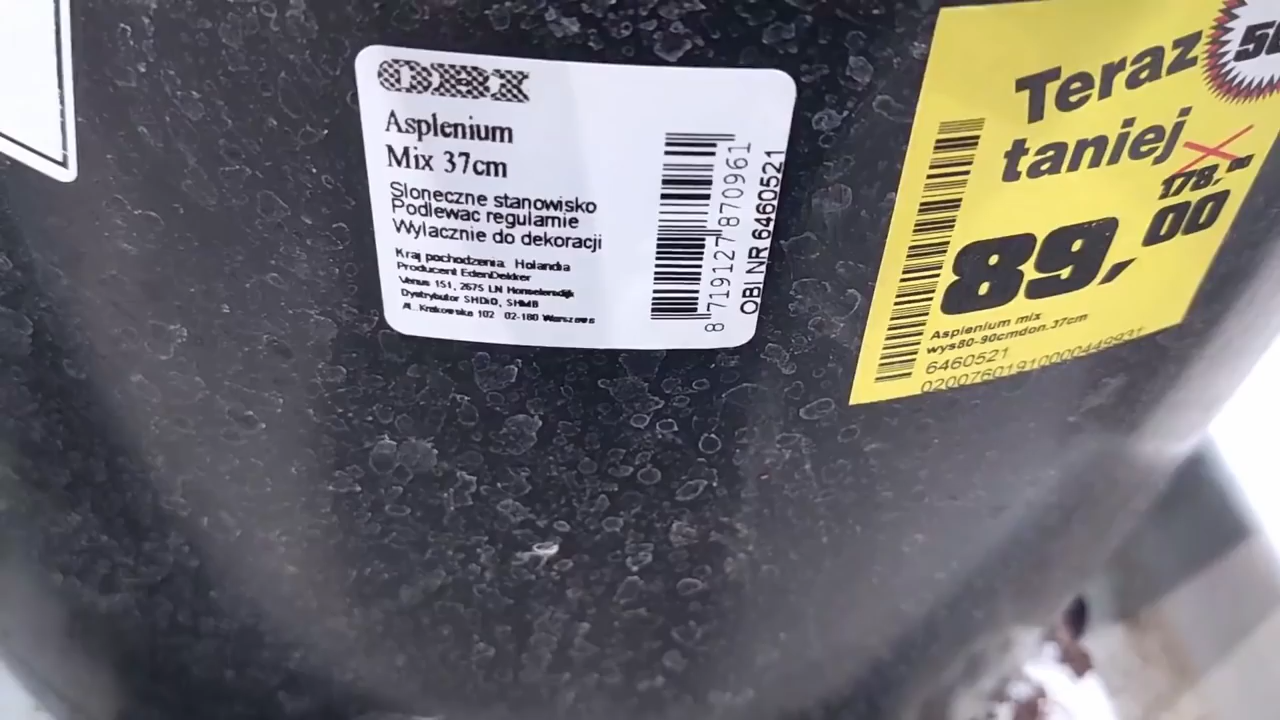 OBI
Asplenium
Mix 37cm
Sloneczne stanowisko
Podlewac regularnie
Wylacznie do dekoracji
Kraj pochodzenia: Holandia
Producent EdenDekker
Venus 151, 2675 LN Honselersdijk
Dystrybutor SHDiO, SHMB
Al. Krakowska 102 02-180 Warszawa
8 719127 870961
OBI NR 6460521
Teraz
taniej
50
178,00
89,00
Asplenium mix
wys80-90cmdon.37cm
6460521
02007601910000449931